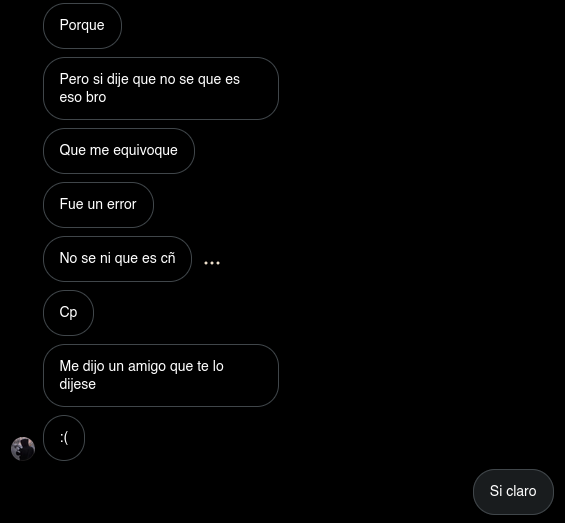 Porque
Pero si dije que no se que es
eso bro
Que me equivoque
Fue un error
No se ni que es cñ
Cp
Me dijo un amigo que te lo
dijese
:(
Si claro